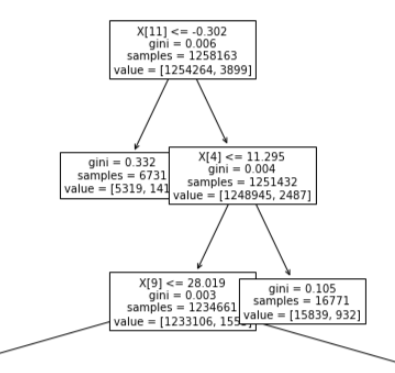 X[11] <= -0.302
gini = 0.006
samples = 1258163
value = [1254264, 3899]
gini = 0.332
samples = 6731
value = [5319, 141
X[4] <= 11.295
gini = 0.004
samples = 1251432
value = [1248945, 2487]
X[9] <= 28.019
gini = 0.003
samples = 1234661
value = [1233106, 155
gini = 0.105
samples = 16771
value = [15839, 932]